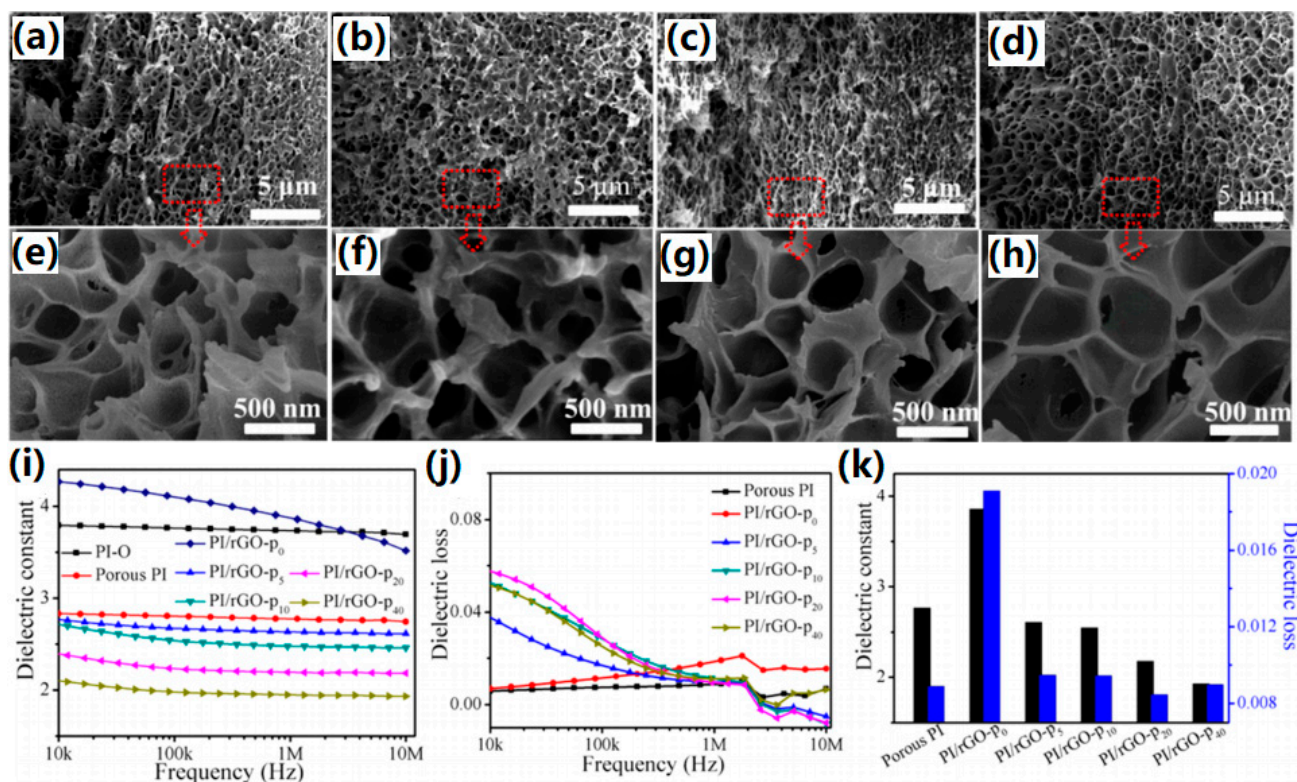 (a)
(b)
(c)
(d)
5 μm
5 μm
5 μm
5 μm
(e)
(f)
(g)
(h)
500 nm
500 nm
500 nm
500 nm
(i)
Dielectric constant
4
3
2
PI-O
Porous PI
PI/rGO-p₀
PI/rGO-p₅
PI/rGO-p₁₀
PI/rGO-p₂₀
PI/rGO-p₄₀
10k
100k
1M
10M
Frequency (Hz)
(j)
Dielectric loss
0.08
0.04
0.00
Porous PI
PI/rGO-p₀
PI/rGO-p₅
PI/rGO-p₁₀
PI/rGO-p₂₀
PI/rGO-p₄₀
10k
100k
1M
10M
Frequency (Hz)
(k)
Dielectric constant
4
3
2
0.020
0.016
0.012
0.008
Dielectric loss
Porous PI
PI/rGO-p₀
PI/rGO-p₅
PI/rGO-p₁₀
PI/rGO-p₂₀
PI/rGO-p₄₀